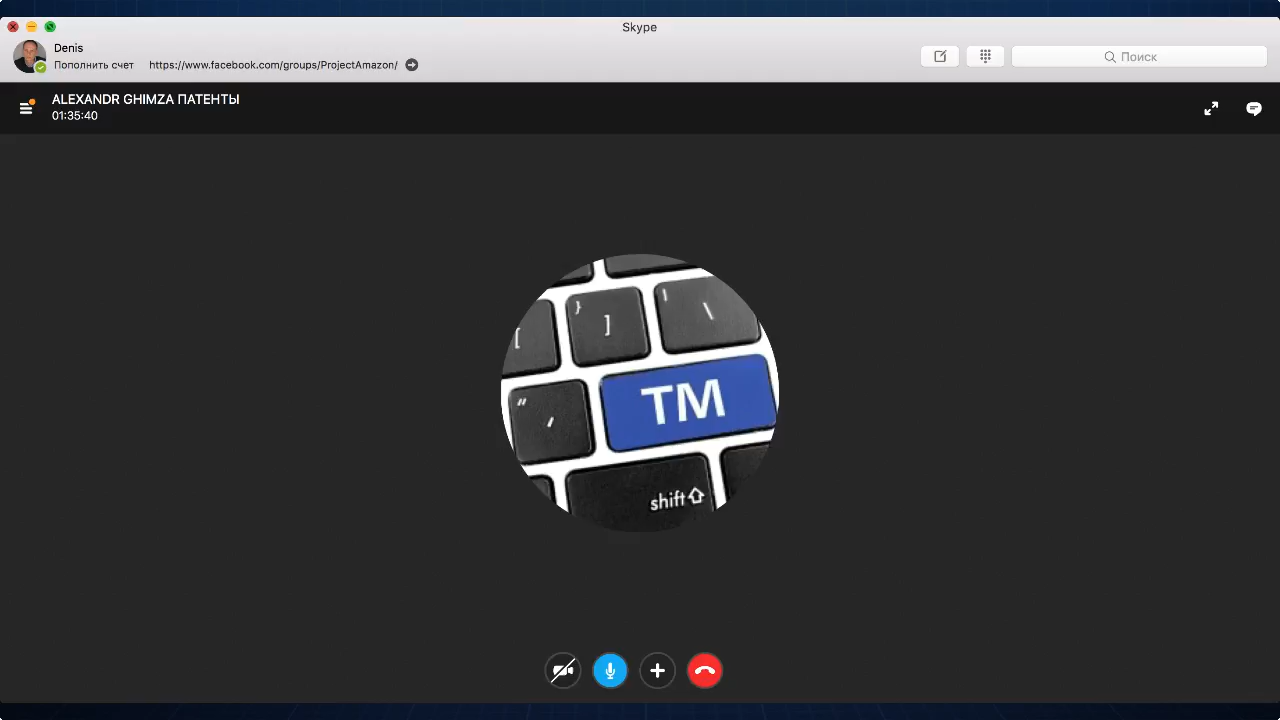 Skype
Denis
Пополнить счет https://www.facebook.com/groups/ProjectAmazon/
Поиск
ALEXANDR GHIMZA ПАТЕНТЫ
01:35:40
} ]
| \
[
" '
TM
shift